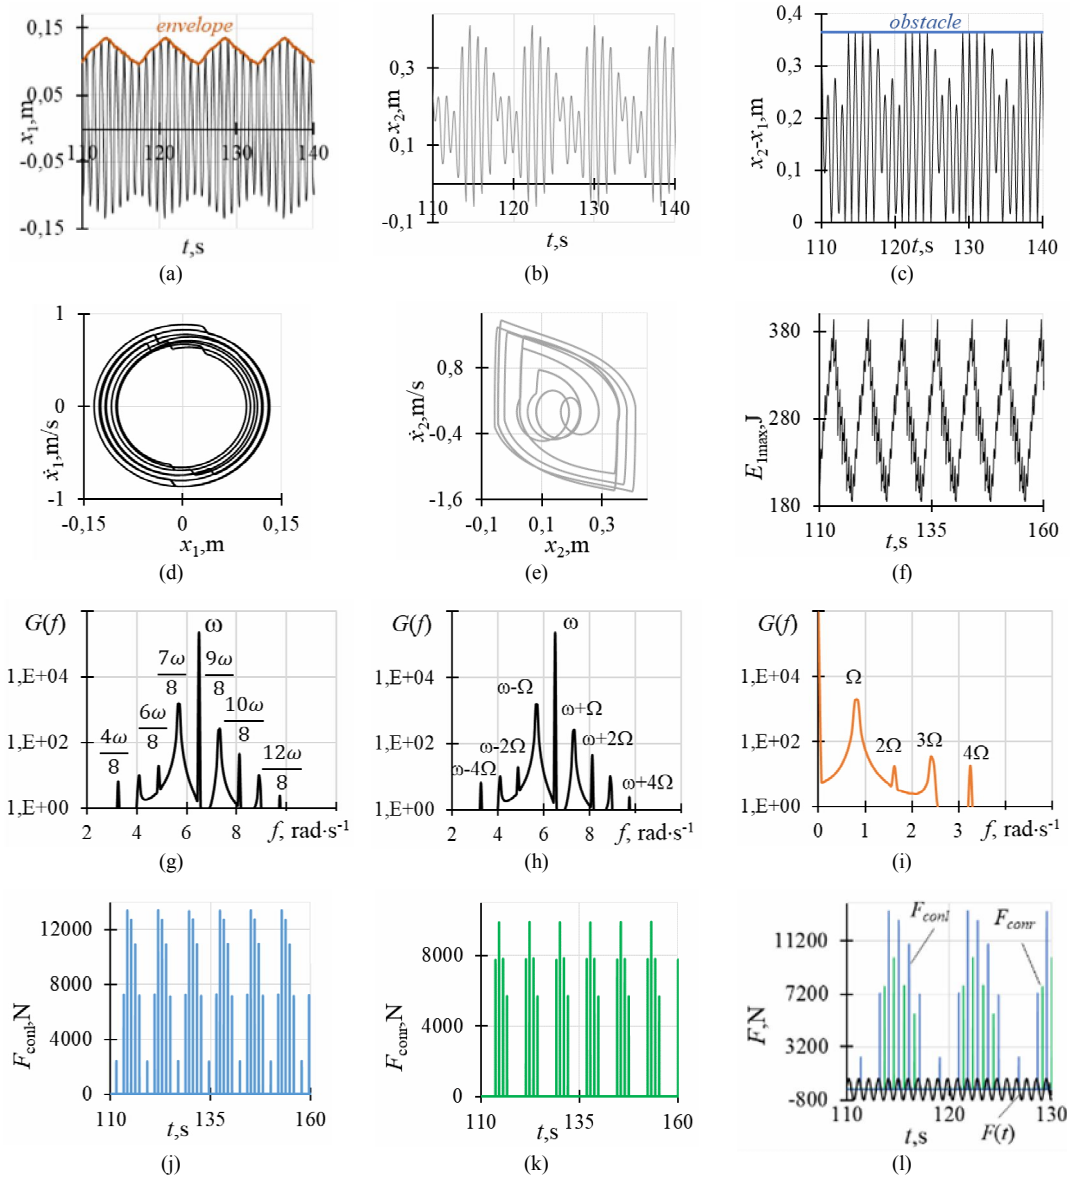 0,15
envelope
0,05
x₁,m
110 120 130 140
-0,05
-0,15
t,s
(a)
0,3
x₂,m
0,1
-0,1
110 120 130 140
t,s
(b)
0,4
obstacle
0,3
x₂-x₁,m
0,2
0,1
0
110 120 t,s 130 140
(c)
1
ẋ₁,m/s
0
-1
-0,15 0 0,15
x₁,m
(d)
0,8
ẋ₂,m/s
-0,4
-1,6
-0,1 0,1 0,3
x₂,m
(e)
380
E₁max,J
280
180
110 135 160
t,s
(f)
G(f)
ω
7ω/8
9ω/8
1,E+04
6ω/8
10ω/8
4ω/8
12ω/8
1,E+02
1,E+00
2 4 6 8 f, rad·s⁻¹
(g)
G(f)
ω
1,E+04
ω-Ω
ω+Ω
ω-2Ω
ω+2Ω
1,E+02
ω-4Ω
ω+4Ω
1,E+00
2 4 6 8 f, rad·s⁻¹
(h)
G(f)
1,E+04
Ω
2Ω
3Ω
4Ω
1,E+02
1,E+00
0 1 2 3 f, rad·s⁻¹
(i)
12000
8000
F_conl,N
4000
0
110 135 160
t,s
(j)
8000
F_conr,N
4000
0
110 135 160
t,s
(k)
F_conl
F_conr
11200
7200
F,N
3200
-800
110 120 130
t,s
F(t)
(l)